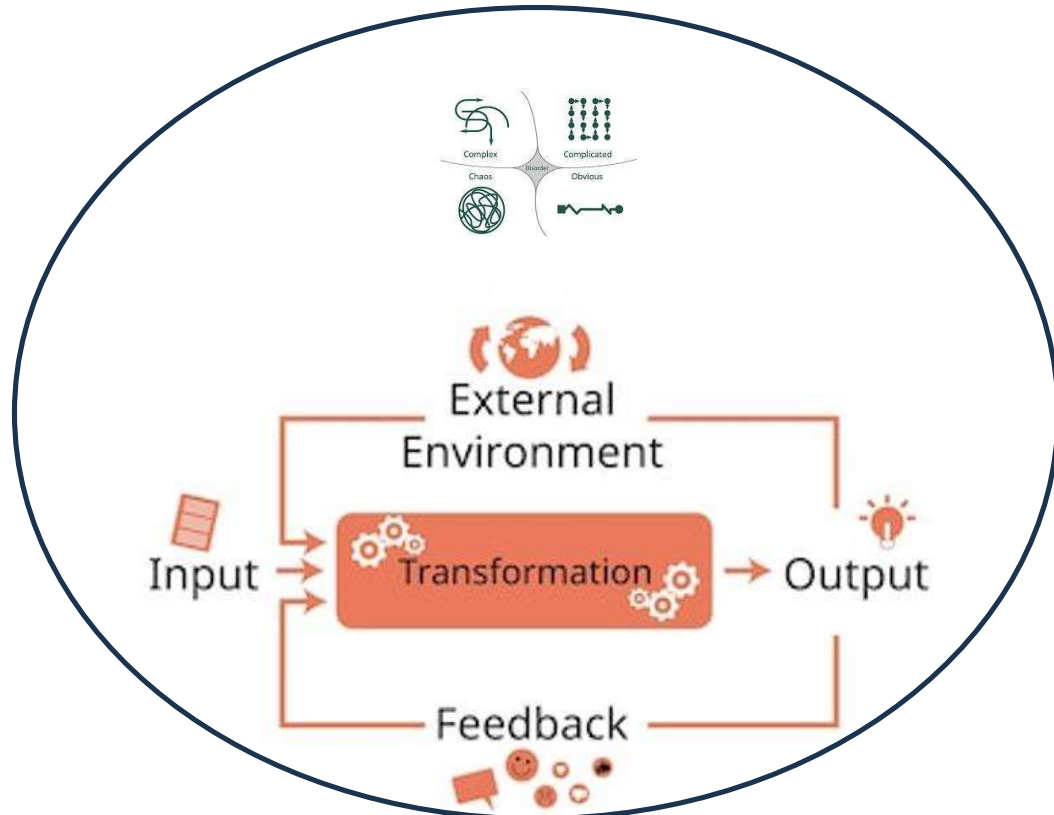 Complex
Complicated
Disorder
Chaos
Obvious
External
Environment
Input
Transformation
Output
Feedback